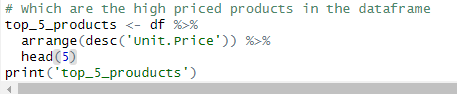 # which are the high priced products in the dataframe
top_5_products <- df %>%
  arrange(desc('Unit.Price')) %>%
  head(5)
print('top_5_prouducts')